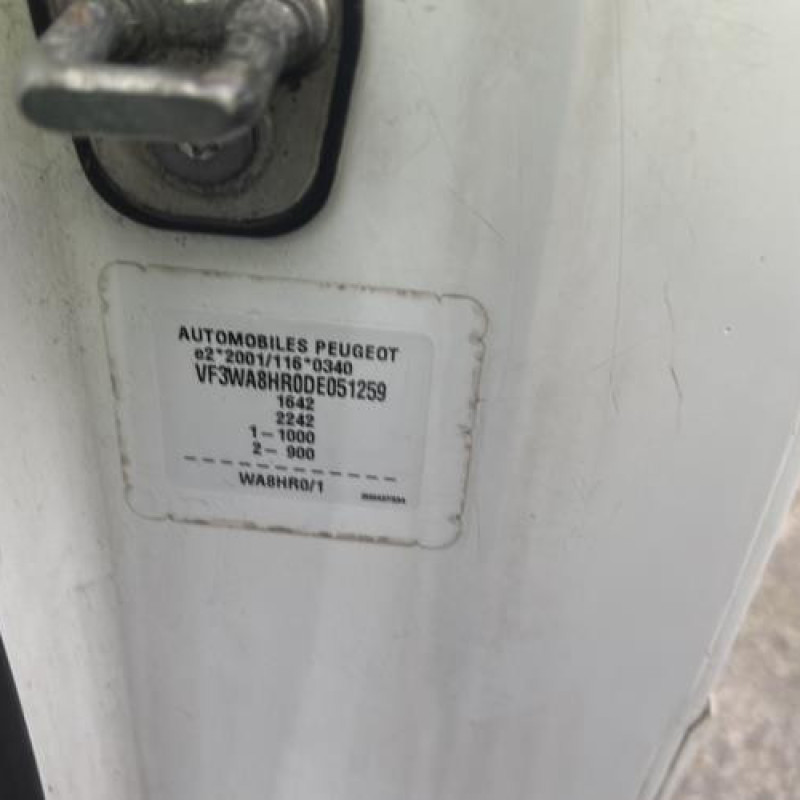 AUTOMOBILES PEUGEOT
e2*2001/116*0340
VF3WA8HR0DE051259
1642
2242
1- 1000
2- 900
WA8HR0/1